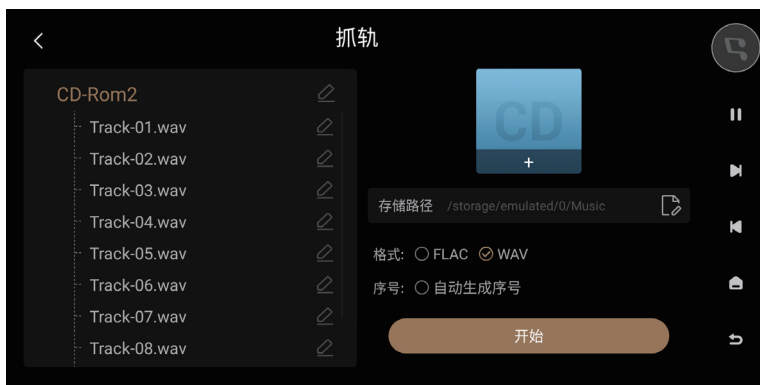 抓轨
CD-Rom2
Track-01.wav
Track-02.wav
Track-03.wav
Track-04.wav
Track-05.wav
Track-06.wav
Track-07.wav
Track-08.wav
CD
+
存储路径 /storage/emulated/0/Music
格式: FLAC WAV
序号: 自动生成序号
开始